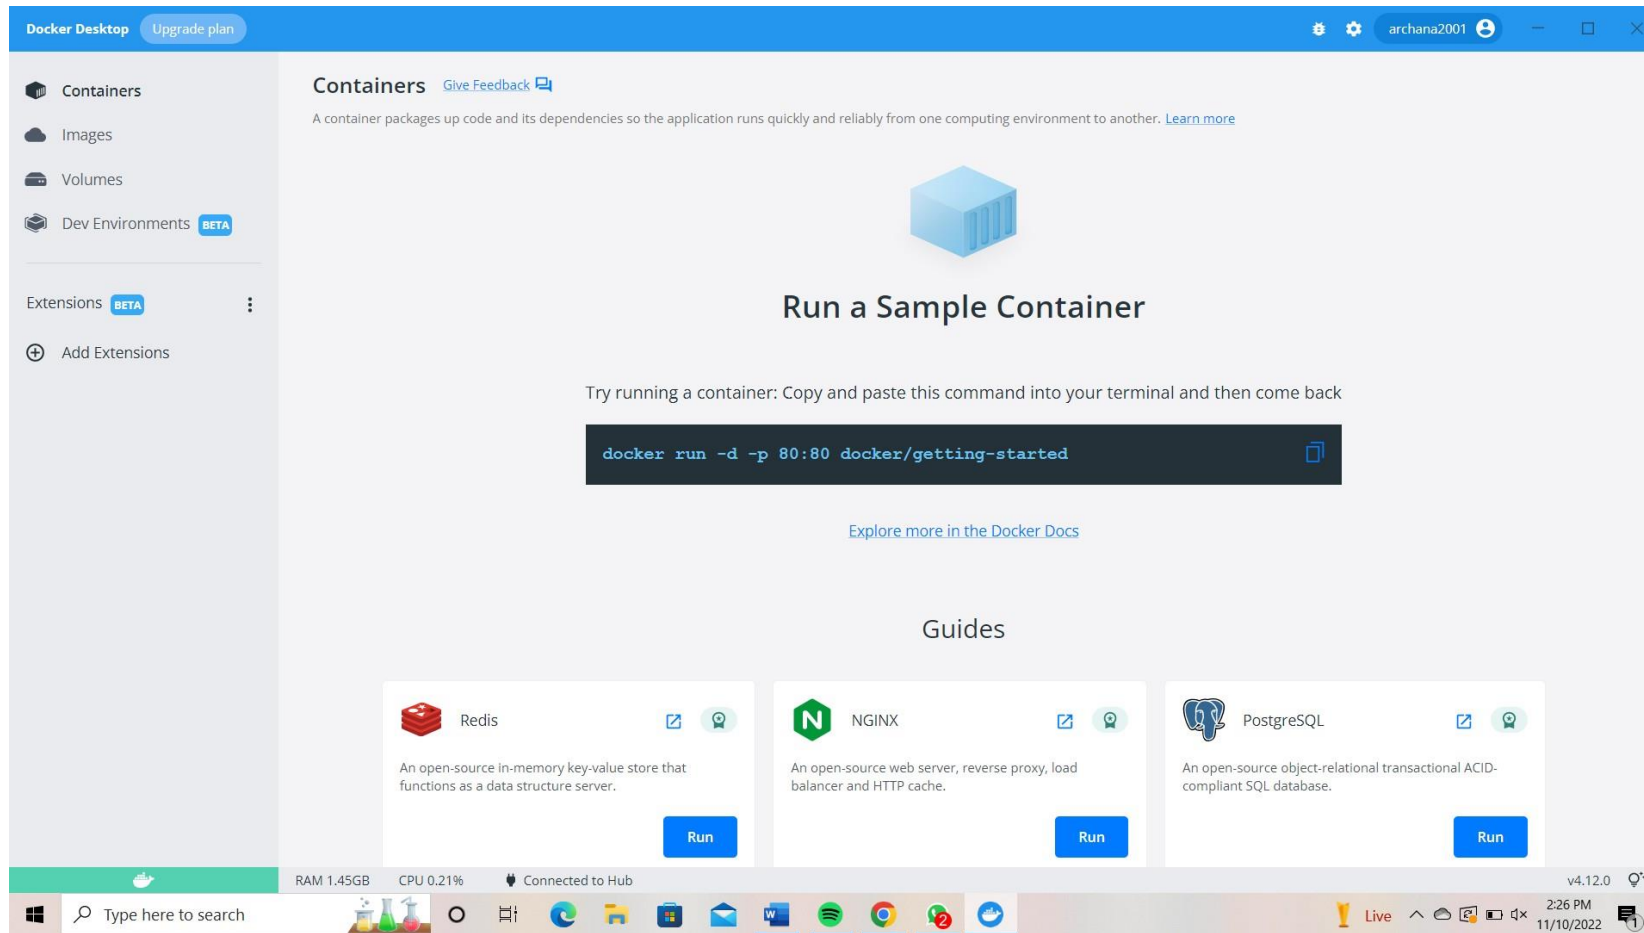 Docker Desktop Upgrade plan archana2001
Containers
Images
Volumes
Dev Environments BETA
Extensions BETA
Add Extensions
Containers Give Feedback
A container packages up code and its dependencies so the application runs quickly and reliably from one computing environment to another. Learn more
Run a Sample Container
Try running a container: Copy and paste this command into your terminal and then come back
docker run -d -p 80:80 docker/getting-started
Explore more in the Docker Docs
Guides
Redis
An open-source in-memory key-value store that
functions as a data structure server.
Run
NGINX
An open-source web server, reverse proxy, load
balancer and HTTP cache.
Run
PostgreSQL
An open-source object-relational transactional ACID-
compliant SQL database.
Run
RAM 1.45GB CPU 0.21% Connected to Hub v4.12.0
Type here to search
2
Live
2:26 PM
11/10/2022
1